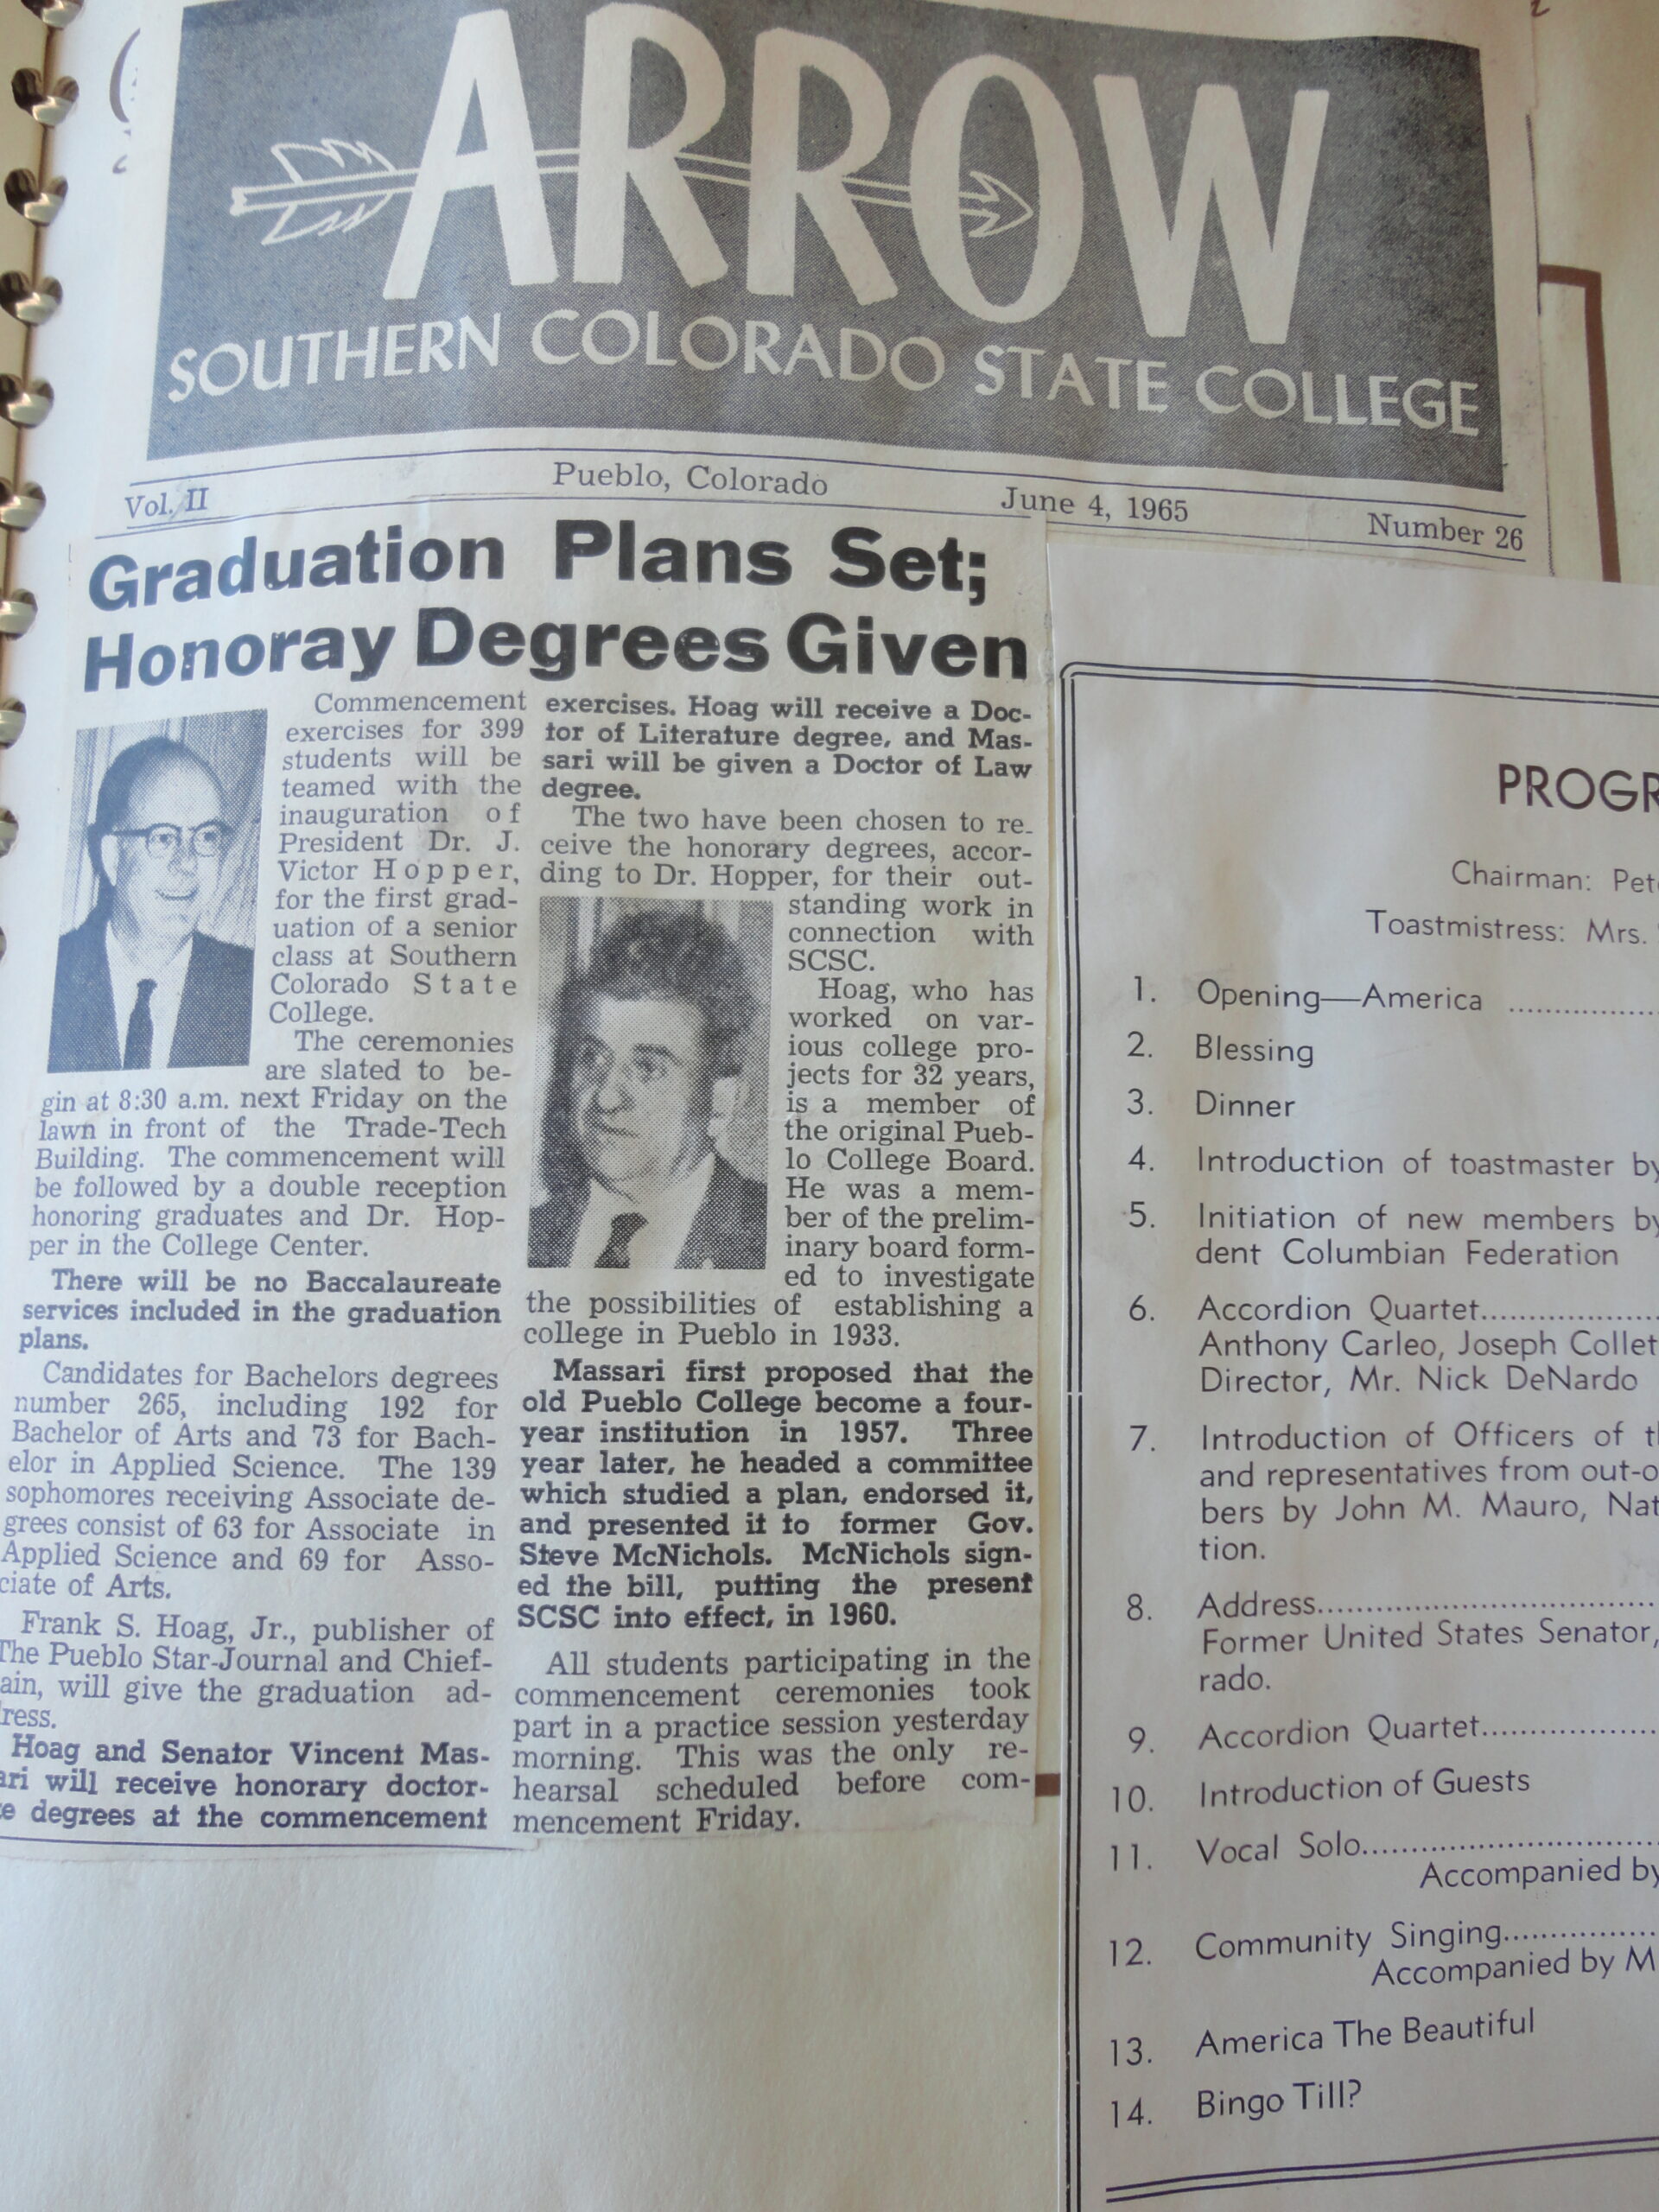 ARROW
SOUTHERN COLORADO STATE COLLEGE
Vol. II Pueblo, Colorado June 4, 1965 Number 26
Graduation Plans Set;
Honoray Degrees Given
Commencement
exercises for 399
students will be
teamed with the
inauguration of
President Dr. J.
Victor Hopper,
for the first grad-
uation of a senior
class at Southern
Colorado State
College.
The ceremonies
are slated to be-
gin at 8:30 a.m. next Friday on the
lawn in front of the Trade-Tech
Building. The commencement will
be followed by a double reception
honoring graduates and Dr. Hop-
per in the College Center.
There will be no Baccalaureate
services included in the graduation
plans.
Candidates for Bachelors degrees
number 265, including 192 for
Bachelor of Arts and 73 for Bach-
elor in Applied Science. The 139
sophomores receiving Associate de-
grees consist of 63 for Associate in
Applied Science and 69 for Asso-
ciate of Arts.
Frank S. Hoag, Jr., publisher of
The Pueblo Star-Journal and Chief-
ain, will give the graduation ad-
ress.
Hoag and Senator Vincent Mas-
ari will receive honorary doctor-
e degrees at the commencement
exercises. Hoag will receive a Doc-
tor of Literature degree, and Mas-
sari will be given a Doctor of Law
degree.
The two have been chosen to re-
ceive the honorary degrees, accor-
ding to Dr. Hopper, for their out-
standing work in
connection with
SCSC.
Hoag, who has
worked on var-
ious college pro-
jects for 32 years,
is a member of
the original Pueb-
lo College Board.
He was a mem-
ber of the prelim-
inary board form-
ed to investigate
the possibilities of establishing a
college in Pueblo in 1933.
Massari first proposed that the
old Pueblo College become a four-
year institution in 1957. Three
year later, he headed a committee
which studied a plan, endorsed it,
and presented it to former Gov.
Steve McNichols. McNichols sign-
ed the bill, putting the present
SCSC into effect, in 1960.
All students participating in the
commencement ceremonies took
part in a practice session yesterday
morning. This was the only re-
hearsal scheduled before com-
mencement Friday.
PROGR
Chairman: Pet
Toastmistress: Mrs.
1. Opening—America
2. Blessing
3. Dinner
4. Introduction of toastmaster by
5. Initiation of new members by
dent Columbian Federation
6. Accordion Quartet
Anthony Carleo, Joseph Collet
Director, Mr. Nick DeNardo
7. Introduction of Officers of t
and representatives from out-o
bers by John M. Mauro, Nat
tion.
8. Address
Former United States Senator,
rado.
9. Accordion Quartet
10. Introduction of Guests
11. Vocal Solo
Accompanied by
12. Community Singing
Accompanied by M
13. America The Beautiful
14. Bingo Till?